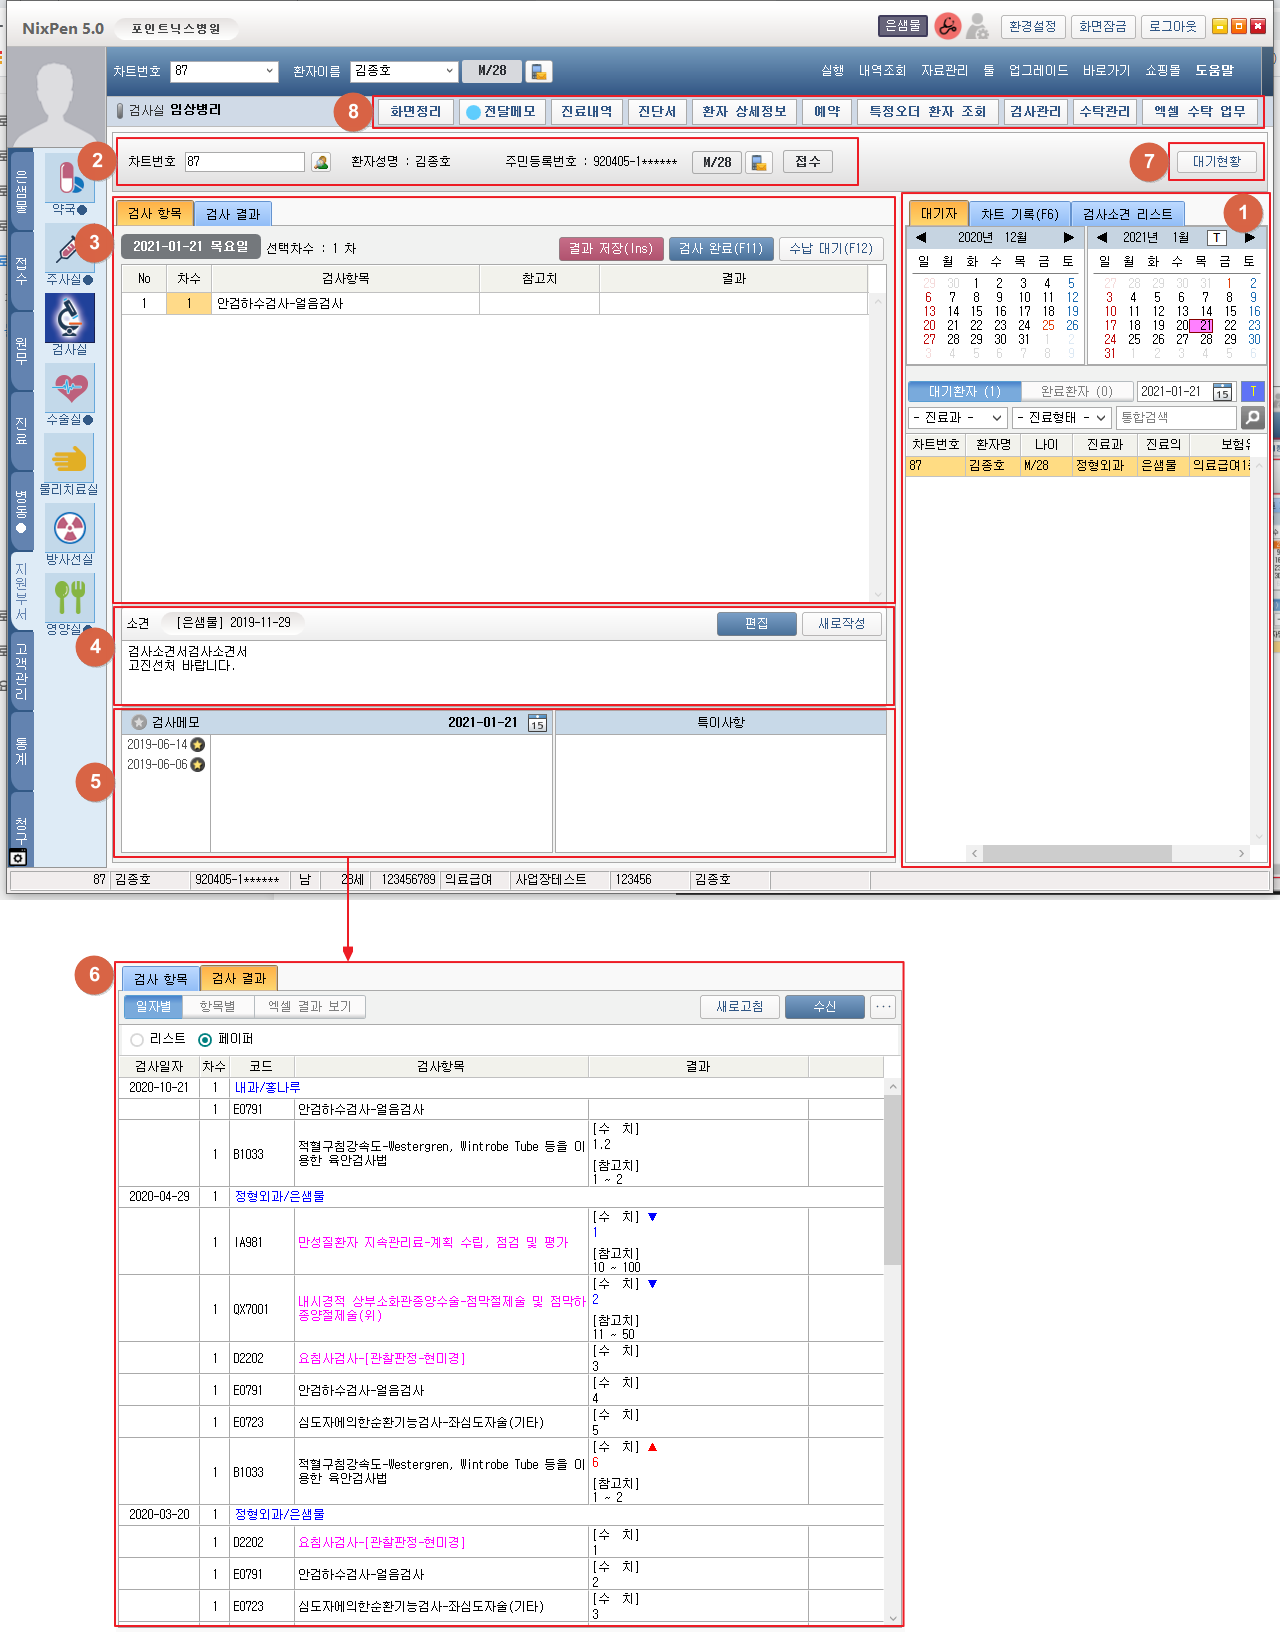 NixPen 5.0 포인트닉스병원 은샘물 환경설정 화면잠금 로그아웃
차트번호 87 환자이름 김종호 M/28 실행 내역조회 자료관리 툴 업그레이드 바로가기 쇼핑몰 도움말
검사실 임상병리 8 화면정리 전달메모 진료내역 진단서 환자 상세정보 예약 특정오더 환자 조회 검사관리 수탁관리 엑셀 수탁 업무
2 차트번호 87 환자성명 : 김종호 주민등록번호 : 920405-1****** M/28 접수 7 대기현황
은샘물
접수
원무
진료
병동
지원부서
고객관리
통계
청구
약국
주사실
검사실
수술실
물리치료실
방사선실
영양실
검사 항목 검사 결과
3 2021-01-21 목요일 선택차수 : 1 차 결과 저장(Ins) 검사 완료(F11) 수납 대기(F12)
No 차수 검사항목 참고치 결과
1 1 안검하수검사-얼음검사
4 소견 [은샘물] 2019-11-29 편집 새로작성
검사소견서검사소견서
고진선처 바랍니다.
5 검사메모 2021-01-21 15 특이사항
2019-06-14
2019-06-06
대기자 차트 기록(F6) 검사소견 리스트 1
2020년 12월
일 월 화 수 목 금 토
29 30 1 2 3 4 5
6 7 8 9 10 11 12
13 14 15 16 17 18 19
20 21 22 23 24 25 26
27 28 29 30 31 1 2
3 4 5 6 7 8 9
2021년 1월 T
일 월 화 수 목 금 토
27 28 29 30 31 1 2
3 4 5 6 7 8 9
10 11 12 13 14 15 16
17 18 19 20 21 22 23
24 25 26 27 28 29 30
31 1 2 3 4 5 6
대기환자 (1) 완료환자 (0) 2021-01-21 15 T
- 진료과 - - 진료형태 - 통합검색
차트번호 환자명 나이 진료과 진료의
87 김종호 M/28 정형외과 은샘물 의료급여1
87 김종호 920405-1****** 남 28세 123456789 의료급여 사업장테스트 123456 김종호
6 검사 항목 검사 결과
일자별 항목별 엑셀 결과 보기 새로고침 수신 ...
리스트 페이퍼
검사일자 차수 코드 검사항목 결과
2020-10-21 1 내과/홍나루
1 E0791 안검하수검사-얼음검사
1 B1033 적혈구침강속도-Westergren, Wintrobe Tube 등을 이
용한 육안검사법
[수 치]
1.2
[참고치]
1 ~ 2
2020-04-29 1 정형외과/은샘물
1 IA981 만성질환자 지속관리료-계획 수립, 점검 및 평가
[수 치] ▼
1
[참고치]
10 ~ 100
1 QX7001 내시경적 상부소화관종양수술-점막절제술 및 점막하
종양절제술(위)
[수 치] ▼
2
[참고치]
11 ~ 50
1 D2202 요침사검사-[관찰판정-현미경]
[수 치]
3
1 E0791 안검하수검사-얼음검사
[수 치]
4
1 E0723 심도자에의한순환기능검사-좌심도자술(기타)
[수 치]
5
1 B1033 적혈구침강속도-Westergren, Wintrobe Tube 등을 이
용한 육안검사법
[수 치] ▲
6
[참고치]
1 ~ 2
2020-03-20 1 정형외과/은샘물
1 D2202 요침사검사-[관찰판정-현미경]
[수 치]
1
1 E0791 안검하수검사-얼음검사
[수 치]
2
1 E0723 심도자에의한순환기능검사-좌심도자술(기타)
[수 치]
3